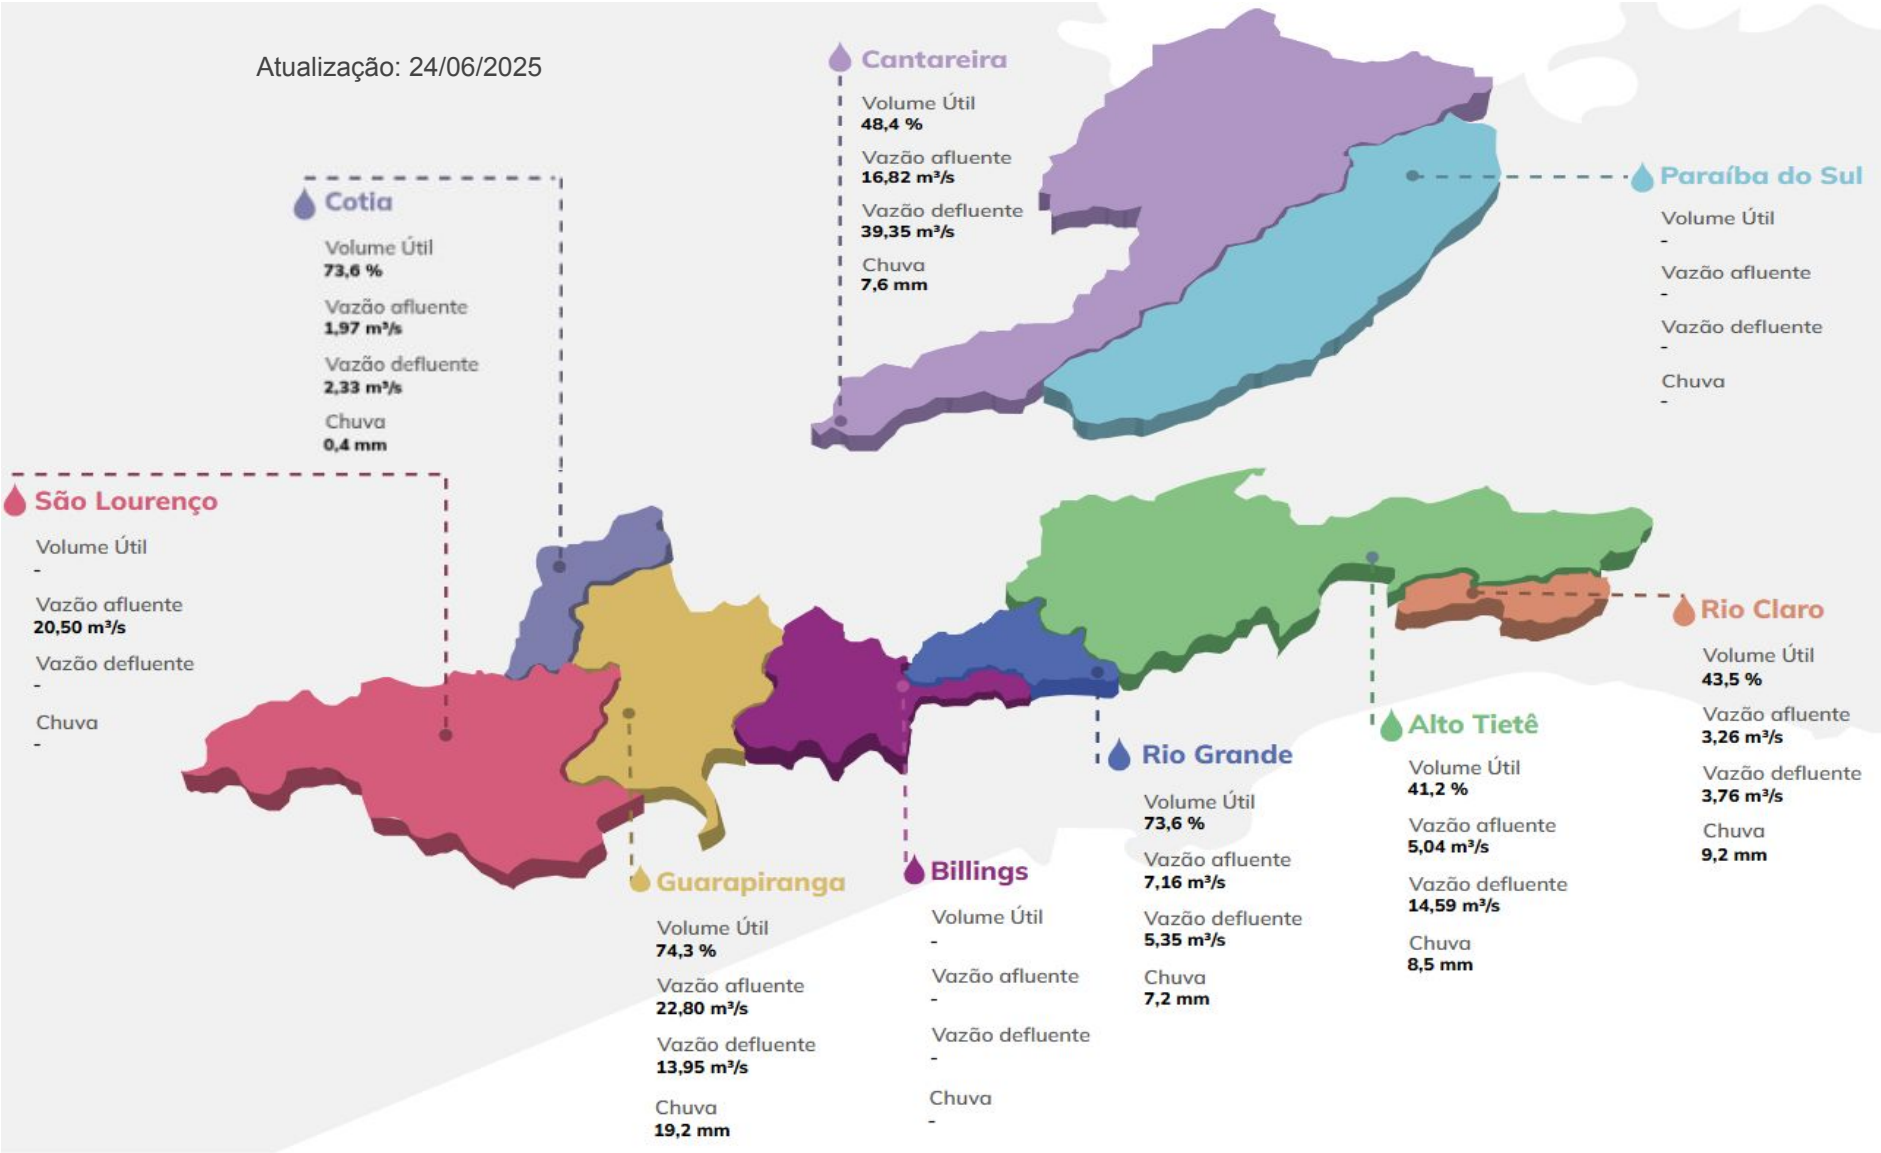 Atualização: 24/06/2025
Cantareira
Volume Útil
48,4 %
Vazão afluente
16,82 m³/s
Vazão defluente
39,35 m³/s
Chuva
7,6 mm
Paraíba do Sul
Volume Útil
-
Vazão afluente
-
Vazão defluente
-
Chuva
-
Cotia
Volume Útil
73,6 %
Vazão afluente
1,97 m³/s
Vazão defluente
2,33 m³/s
Chuva
0,4 mm
São Lourenço
Volume Útil
-
Vazão afluente
20,50 m³/s
Vazão defluente
-
Chuva
-
Guarapiranga
Volume Útil
74,3 %
Vazão afluente
22,80 m³/s
Vazão defluente
13,95 m³/s
Chuva
19,2 mm
Billings
Volume Útil
-
Vazão afluente
-
Vazão defluente
-
Chuva
-
Rio Grande
Volume Útil
73,6 %
Vazão afluente
7,16 m³/s
Vazão defluente
5,35 m³/s
Chuva
7,2 mm
Alto Tietê
Volume Útil
41,2 %
Vazão afluente
5,04 m³/s
Vazão defluente
14,59 m³/s
Chuva
8,5 mm
Rio Claro
Volume Útil
43,5 %
Vazão afluente
3,26 m³/s
Vazão defluente
3,76 m³/s
Chuva
9,2 mm